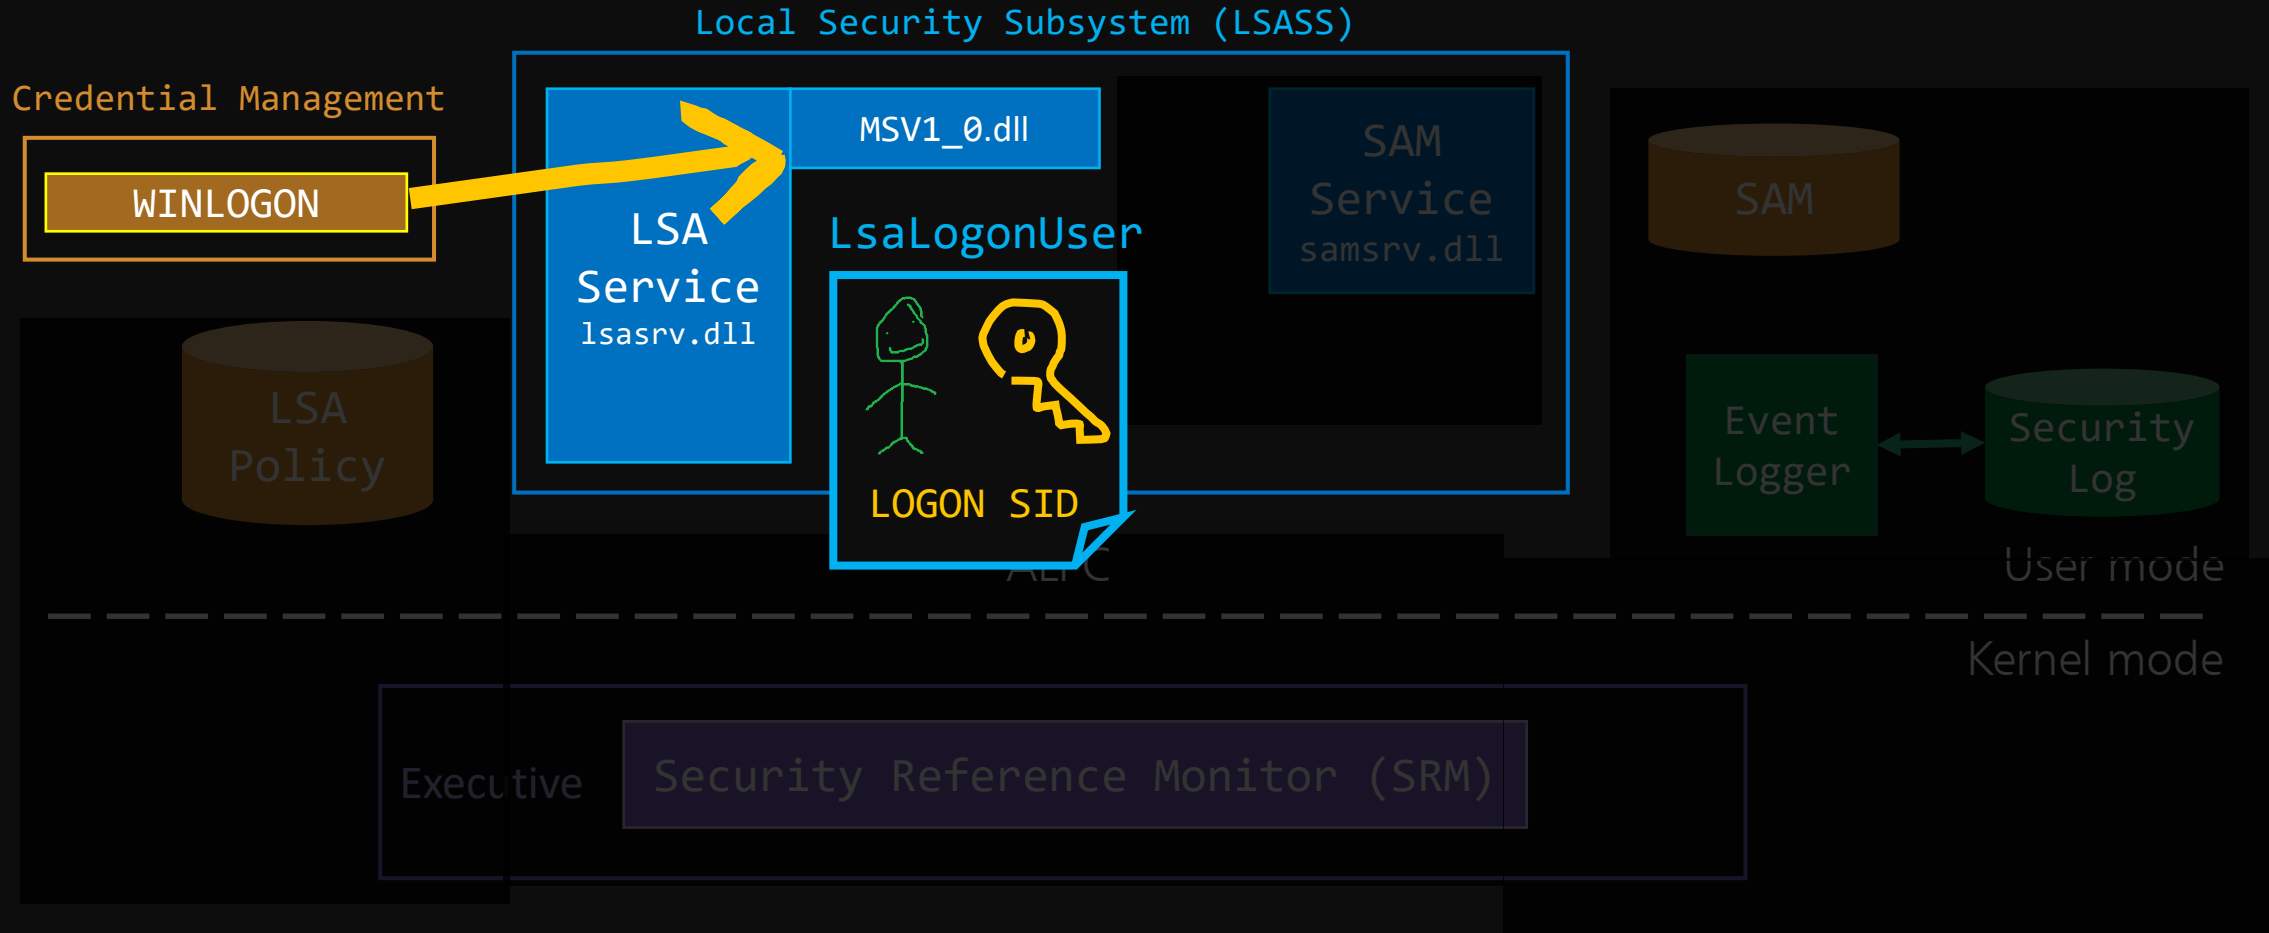 Local Security Subsystem (LSASS)
Credential Management
WINLOGON
LSA
Service
lsasrv.dll
MSV1_0.dll
LsaLogonUser
LOGON SID
SAM
Service
samsrv.dll
SAM
LSA
Policy
Event
Logger
Security
Log
ALPC
User mode
Kernel mode
Executive
Security Reference Monitor (SRM)